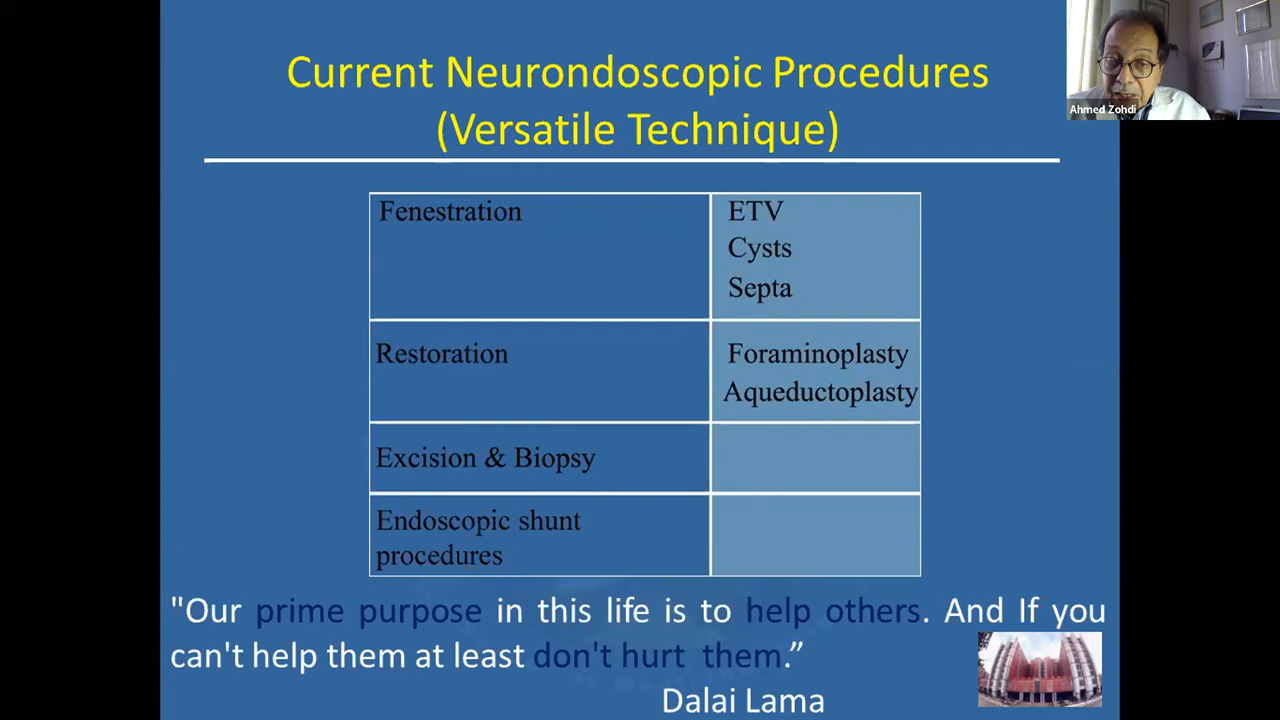 Current Neurondoscopic Procedures
(Versatile Technique)
Ahmed Zohdi
Fenestration
ETV
Cysts
Septa
Restoration
Foraminoplasty
Aqueductoplasty
Excision & Biopsy
Endoscopic shunt
procedures
"Our prime purpose in this life is to help others. And If you
can't help them at least don't hurt them.”
Dalai Lama